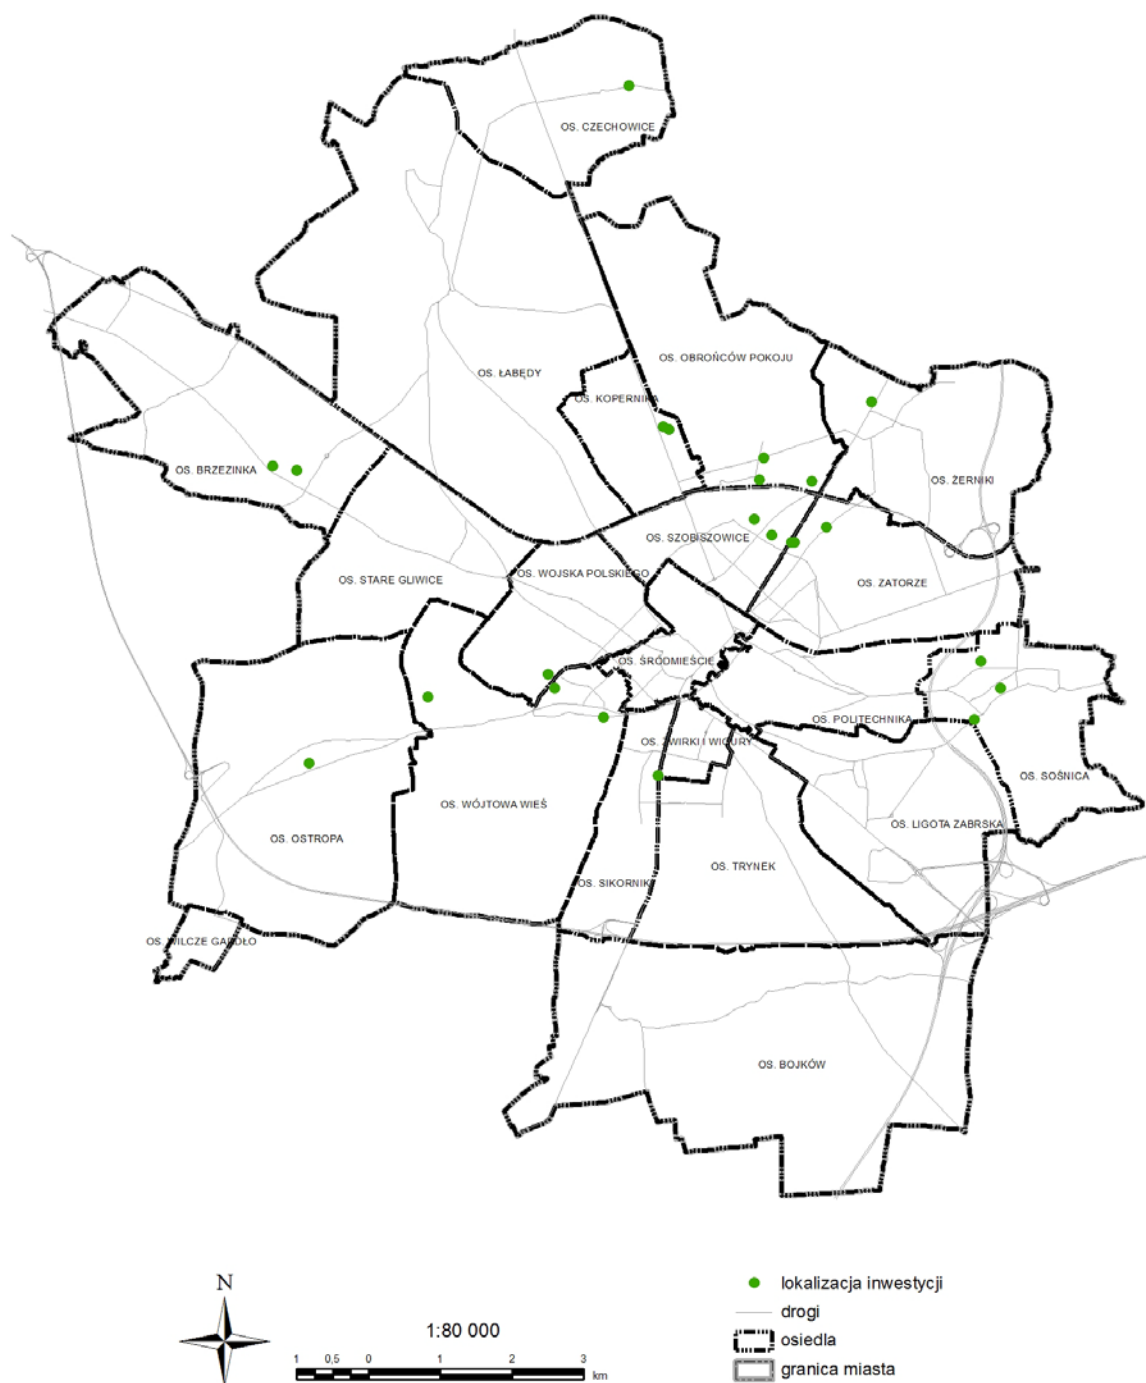 OS. CZECHOWICE
OS. OBROŃCÓW POKOJU
OS. ŁABĘDY
OS. KOPERNIKA
OS. BRZEZINKA
OS. ŻERNIKI
OS. SZOBISZOWICE
OS. STARE GLIWICE
OS. WOJSKA POLSKIEGO
OS. ZATORZE
OS. ŚRÓDMIEŚCIE
OS. POLITECHNIKA
OS. ŻWIRKI I WIGURY
OS. SOŚNICA
OS. WÓJTOWA WIEŚ
OS. LIGOTA ZABRSKA
OS. OSTROPA
OS. TRYNEK
OS. SIKORNIK
OS. WILCZE GARDŁO
OS. BOJKÓW
N
1:80 000
1 0,5 0 1 2 3
km
lokalizacja inwestycji
drogi
osiedla
granica miasta